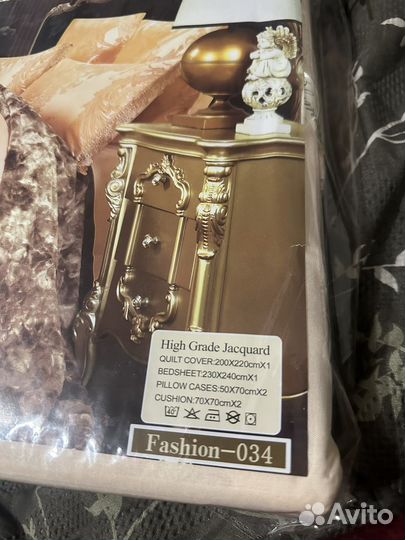 High Grade Jacquard
QUILT COVER:200X220cmX1
BEDSHEET:230X240cmX1
PILLOW CASES:50X70cmX2
CUSHION:70X70cmX2
40
Fashion-034
Avito